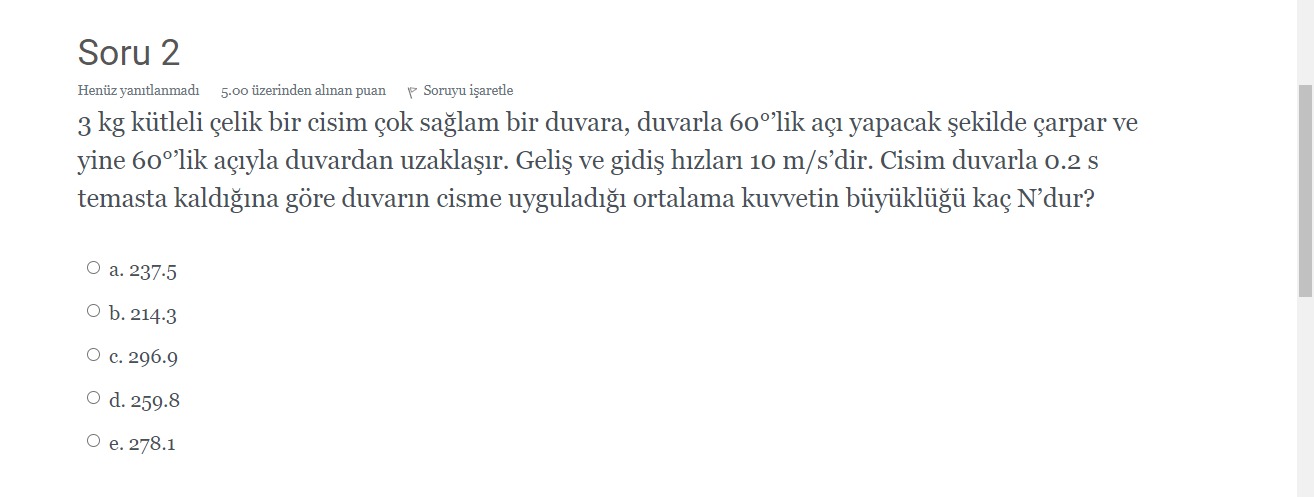 Soru 2
Henüz yanıtlanmadı 5.00 üzerinden alınan puan Soruyu işaretle
3 kg kütleli çelik bir cisim çok sağlam bir duvara, duvarla 60°’lik açı yapacak şekilde çarpar ve
yine 60°’lik açıyla duvardan uzaklaşır. Geliş ve gidiş hızları 10 m/s’dir. Cisim duvarla 0.2 s
temasta kaldığına göre duvarın cisme uyguladığı ortalama kuvvetin büyüklüğü kaç N’dur?
a. 237.5
b. 214.3
c. 296.9
d. 259.8
e. 278.1